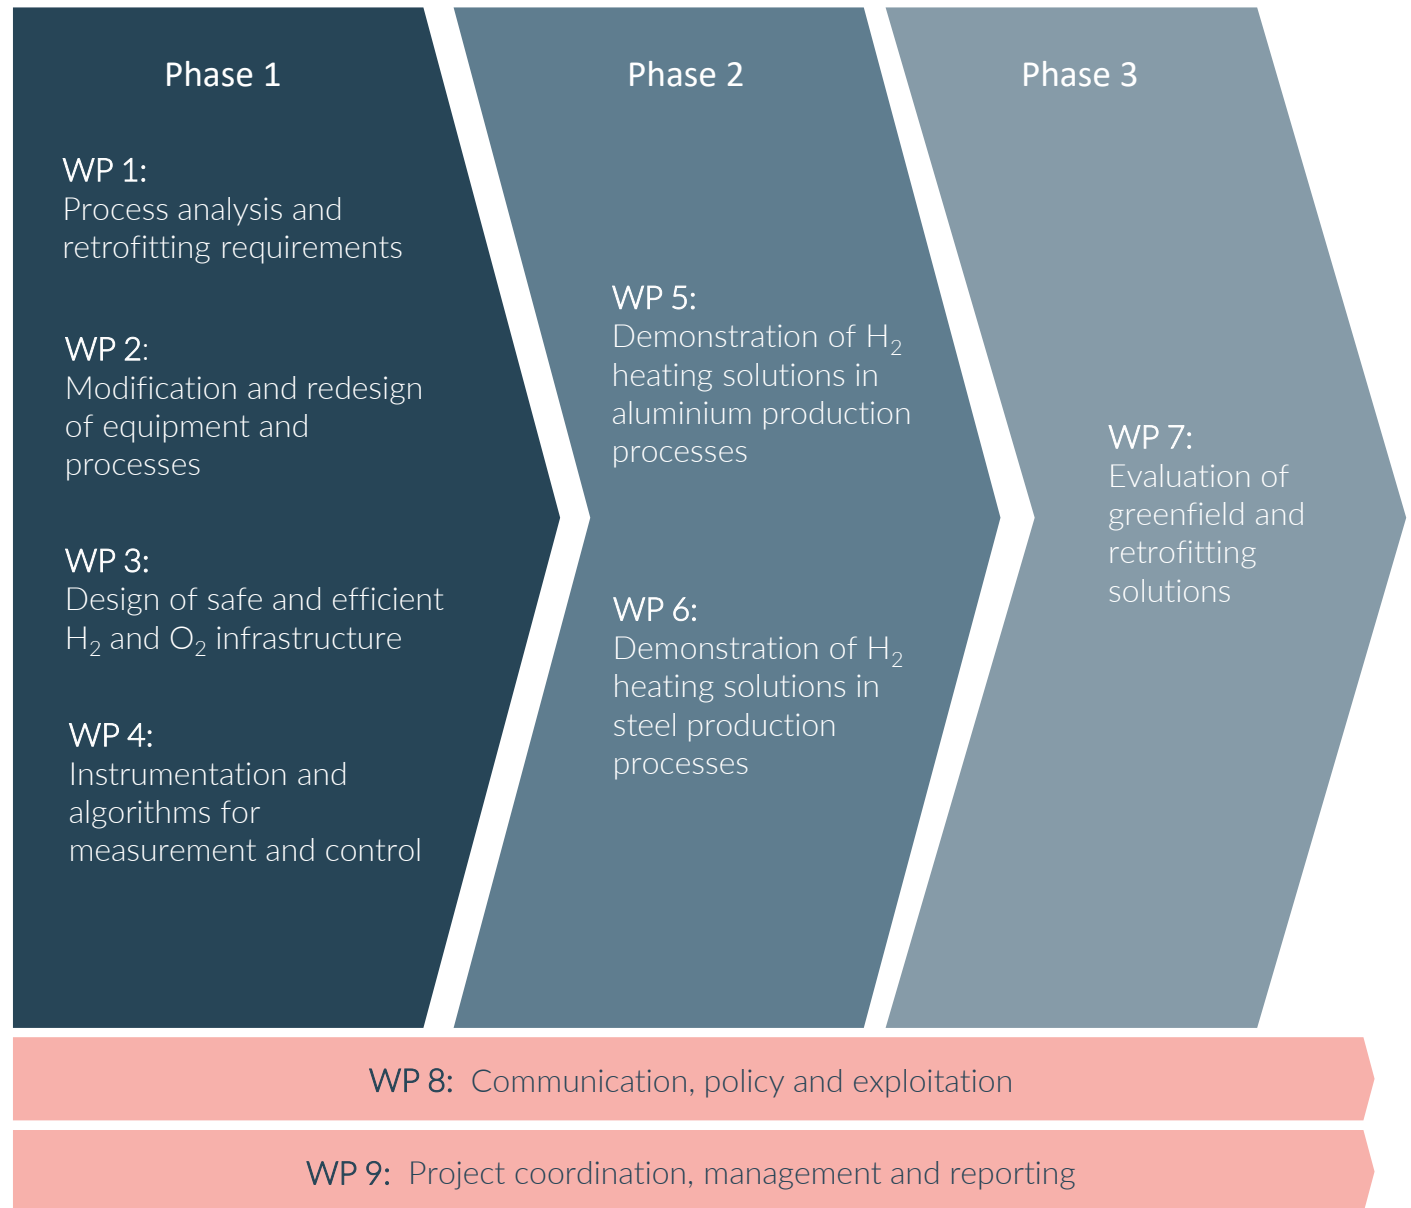 Phase 1
WP 1:
Process analysis and
retrofitting requirements
WP 2:
Modification and redesign
of equipment and
processes
WP 3:
Design of safe and efficient
H₂ and O₂ infrastructure
WP 4:
Instrumentation and
algorithms for
measurement and control
Phase 2
WP 5:
Demonstration of H₂
heating solutions in
aluminium production
processes
WP 6:
Demonstration of H₂
heating solutions in
steel production
processes
Phase 3
WP 7:
Evaluation of
greenfield and
retrofitting
solutions
WP 8: Communication, policy and exploitation
WP 9: Project coordination, management and reporting